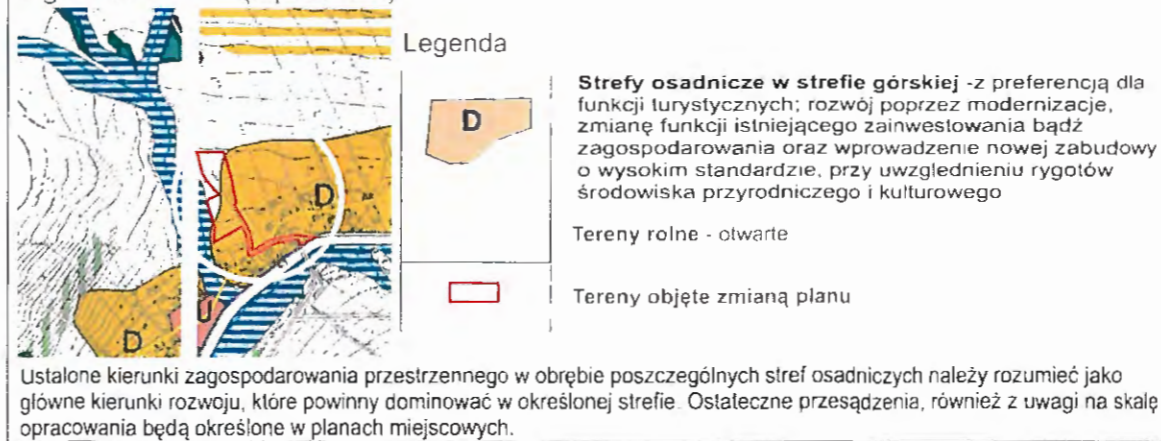 Legenda
D
Strefy osadnicze w strefie górskiej -z preferencją dla
funkcji turystycznych; rozwój poprzez modernizacje,
zmianę funkcji istniejącego zainwestowania bądź
zagospodarowania oraz wprowadzenie nowej zabudowy
o wysokim standardzie, przy uwzględnieniu rygotów
środowiska przyrodniczego i kulturowego
Tereny rolne - otwarte
Tereny objęte zmianą planu
D
U
D
Ustalone kierunki zagospodarowania przestrzennego w obrębie poszczególnych stref osadniczych należy rozumieć jako
główne kierunki rozwoju, które powinny dominować w określonej strefie. Ostateczne przesądzenia, również z uwagi na skalę
opracowania będą określone w planach miejscowych.